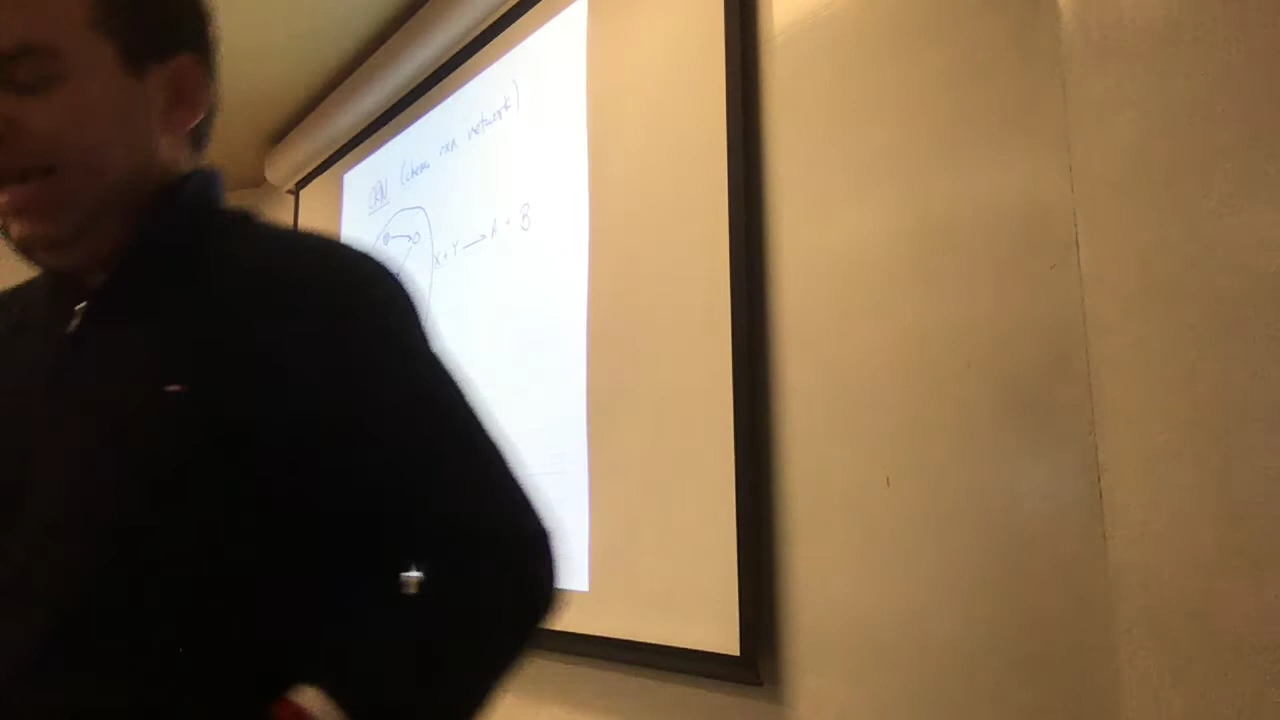 CRN (chem rxn network)
X + Y → A + B